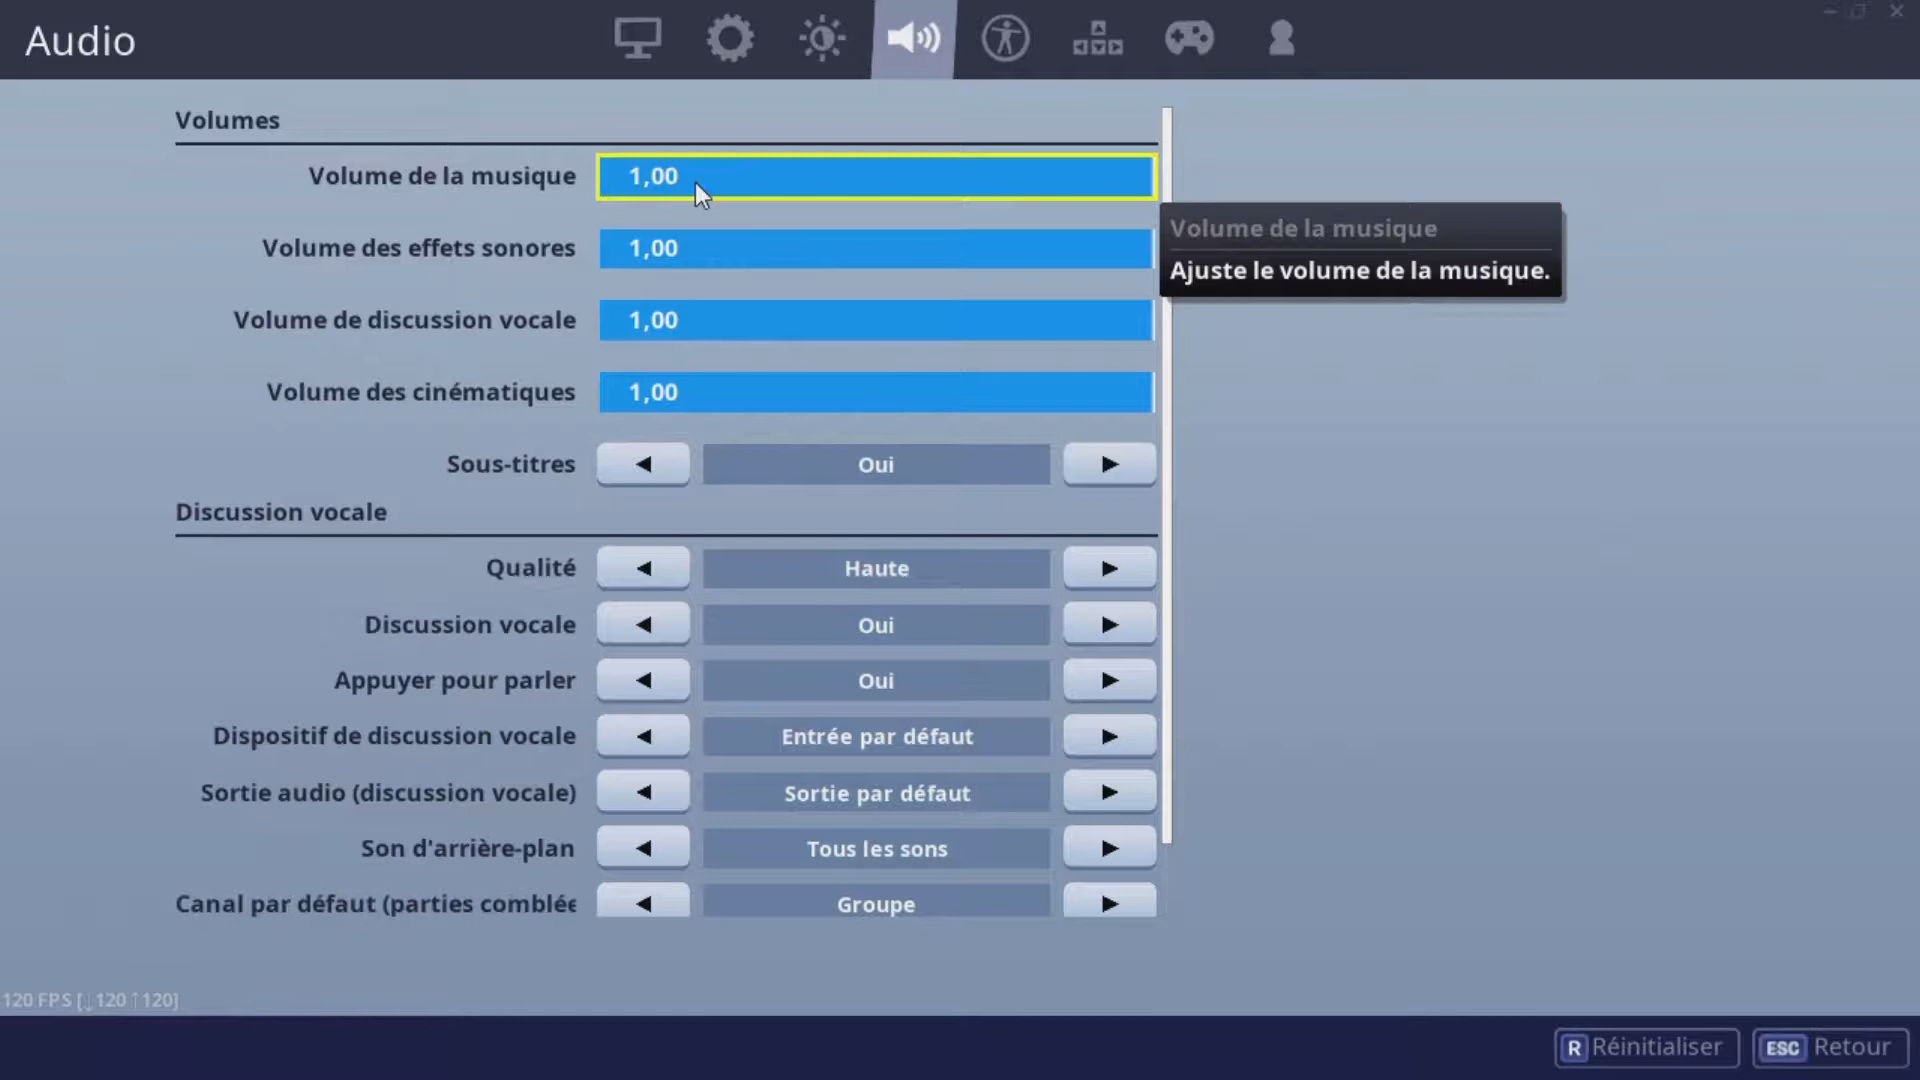 Audio
Volumes
Volume de la musique 1,00
Volume de la musique
Ajuste le volume de la musique.
Volume des effets sonores 1,00
Volume de discussion vocale 1,00
Volume des cinématiques 1,00
Sous-titres Oui
Discussion vocale
Qualité Haute
Discussion vocale Oui
Appuyer pour parler Oui
Dispositif de discussion vocale Entrée par défaut
Sortie audio (discussion vocale) Sortie par défaut
Son d'arrière-plan Tous les sons
Canal par défaut (parties comblée Groupe
120 FPS [↓120 ↑120]
R Réinitialiser ESC Retour